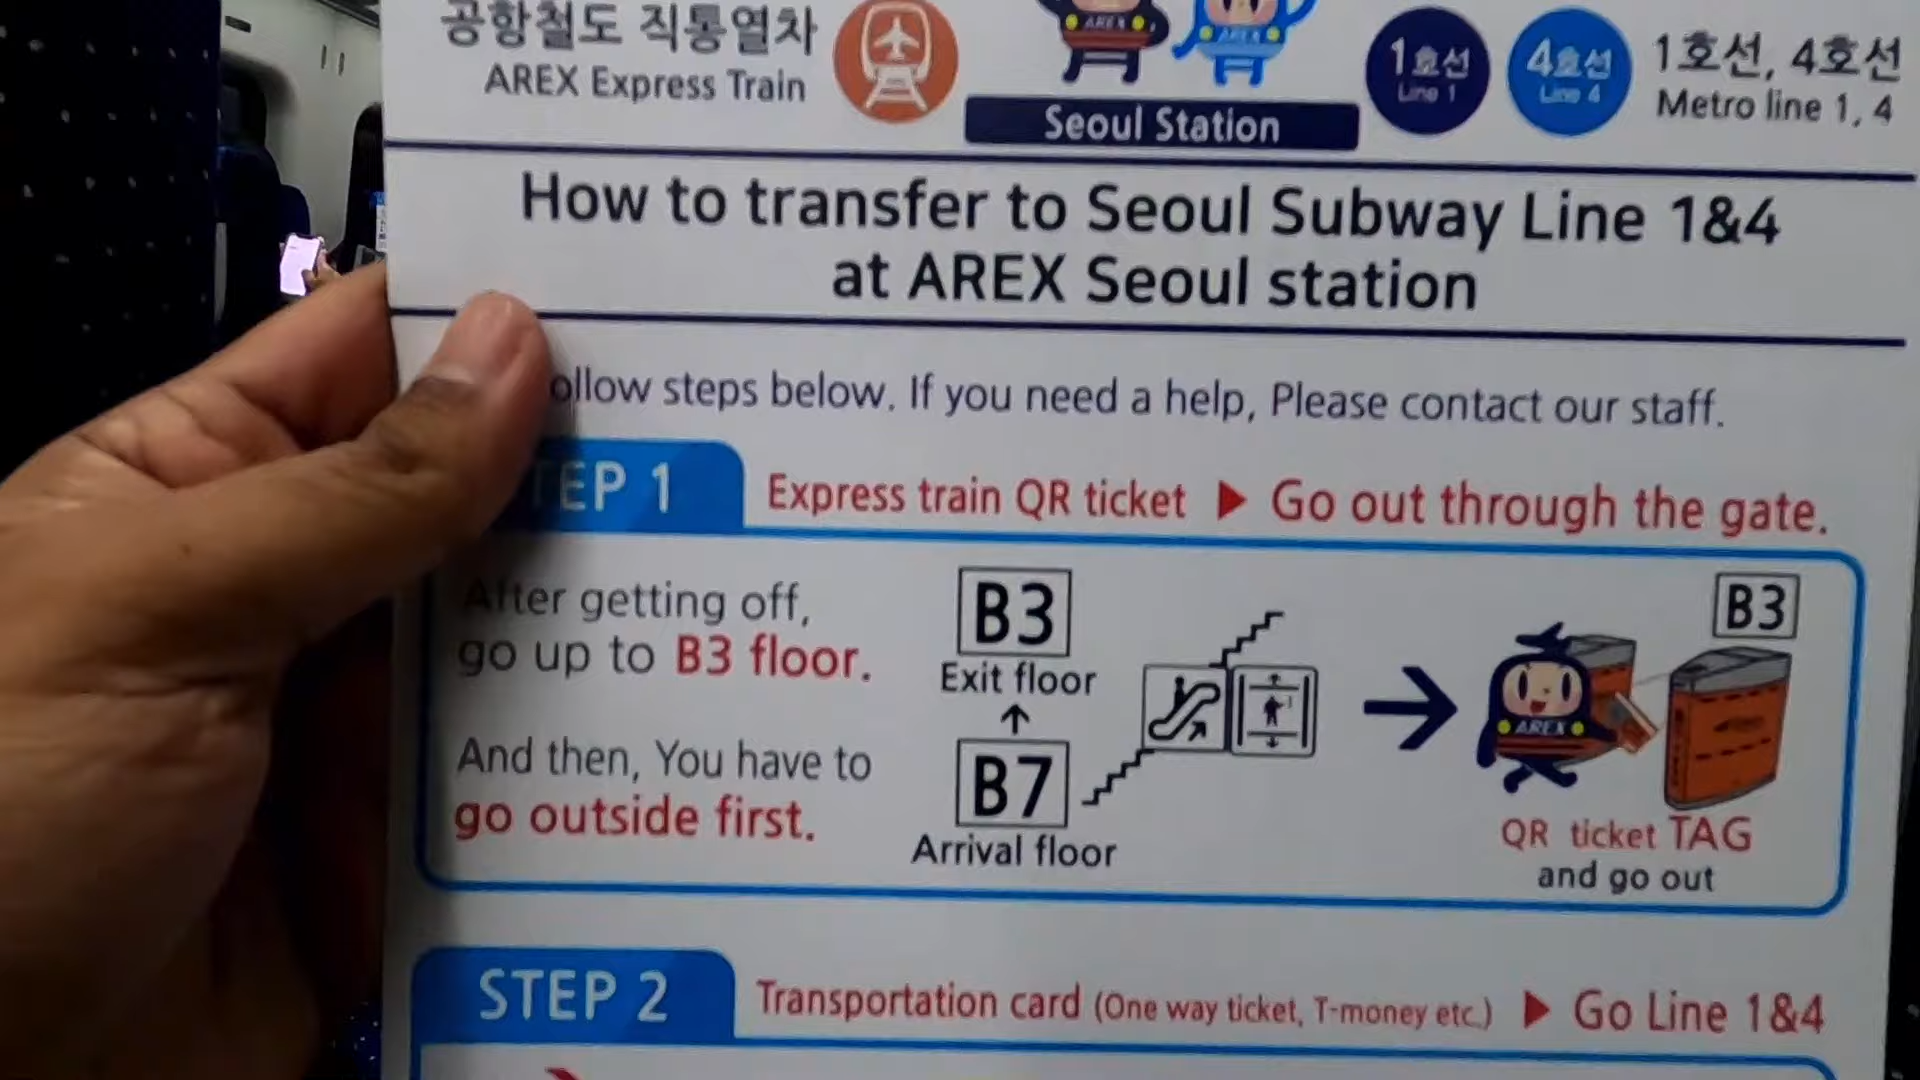 공항철도 직통열차
AREX Express Train
AREX
AREX
Seoul Station
1호선
Line 1
4호선
Line 4
1호선, 4호선
Metro line 1, 4
How to transfer to Seoul Subway Line 1&4
at AREX Seoul station
ollow steps below. If you need a help, Please contact our staff.
TEP 1
Express train QR ticket ▶ Go out through the gate.
After getting off,
go up to B3 floor.
And then, You have to
go outside first.
B3
Exit floor
↑
B7
Arrival floor
B3
AREX
QR ticket TAG
and go out
STEP 2
Transportation card (One way ticket, T-money etc.) ▶ Go Line 1&4